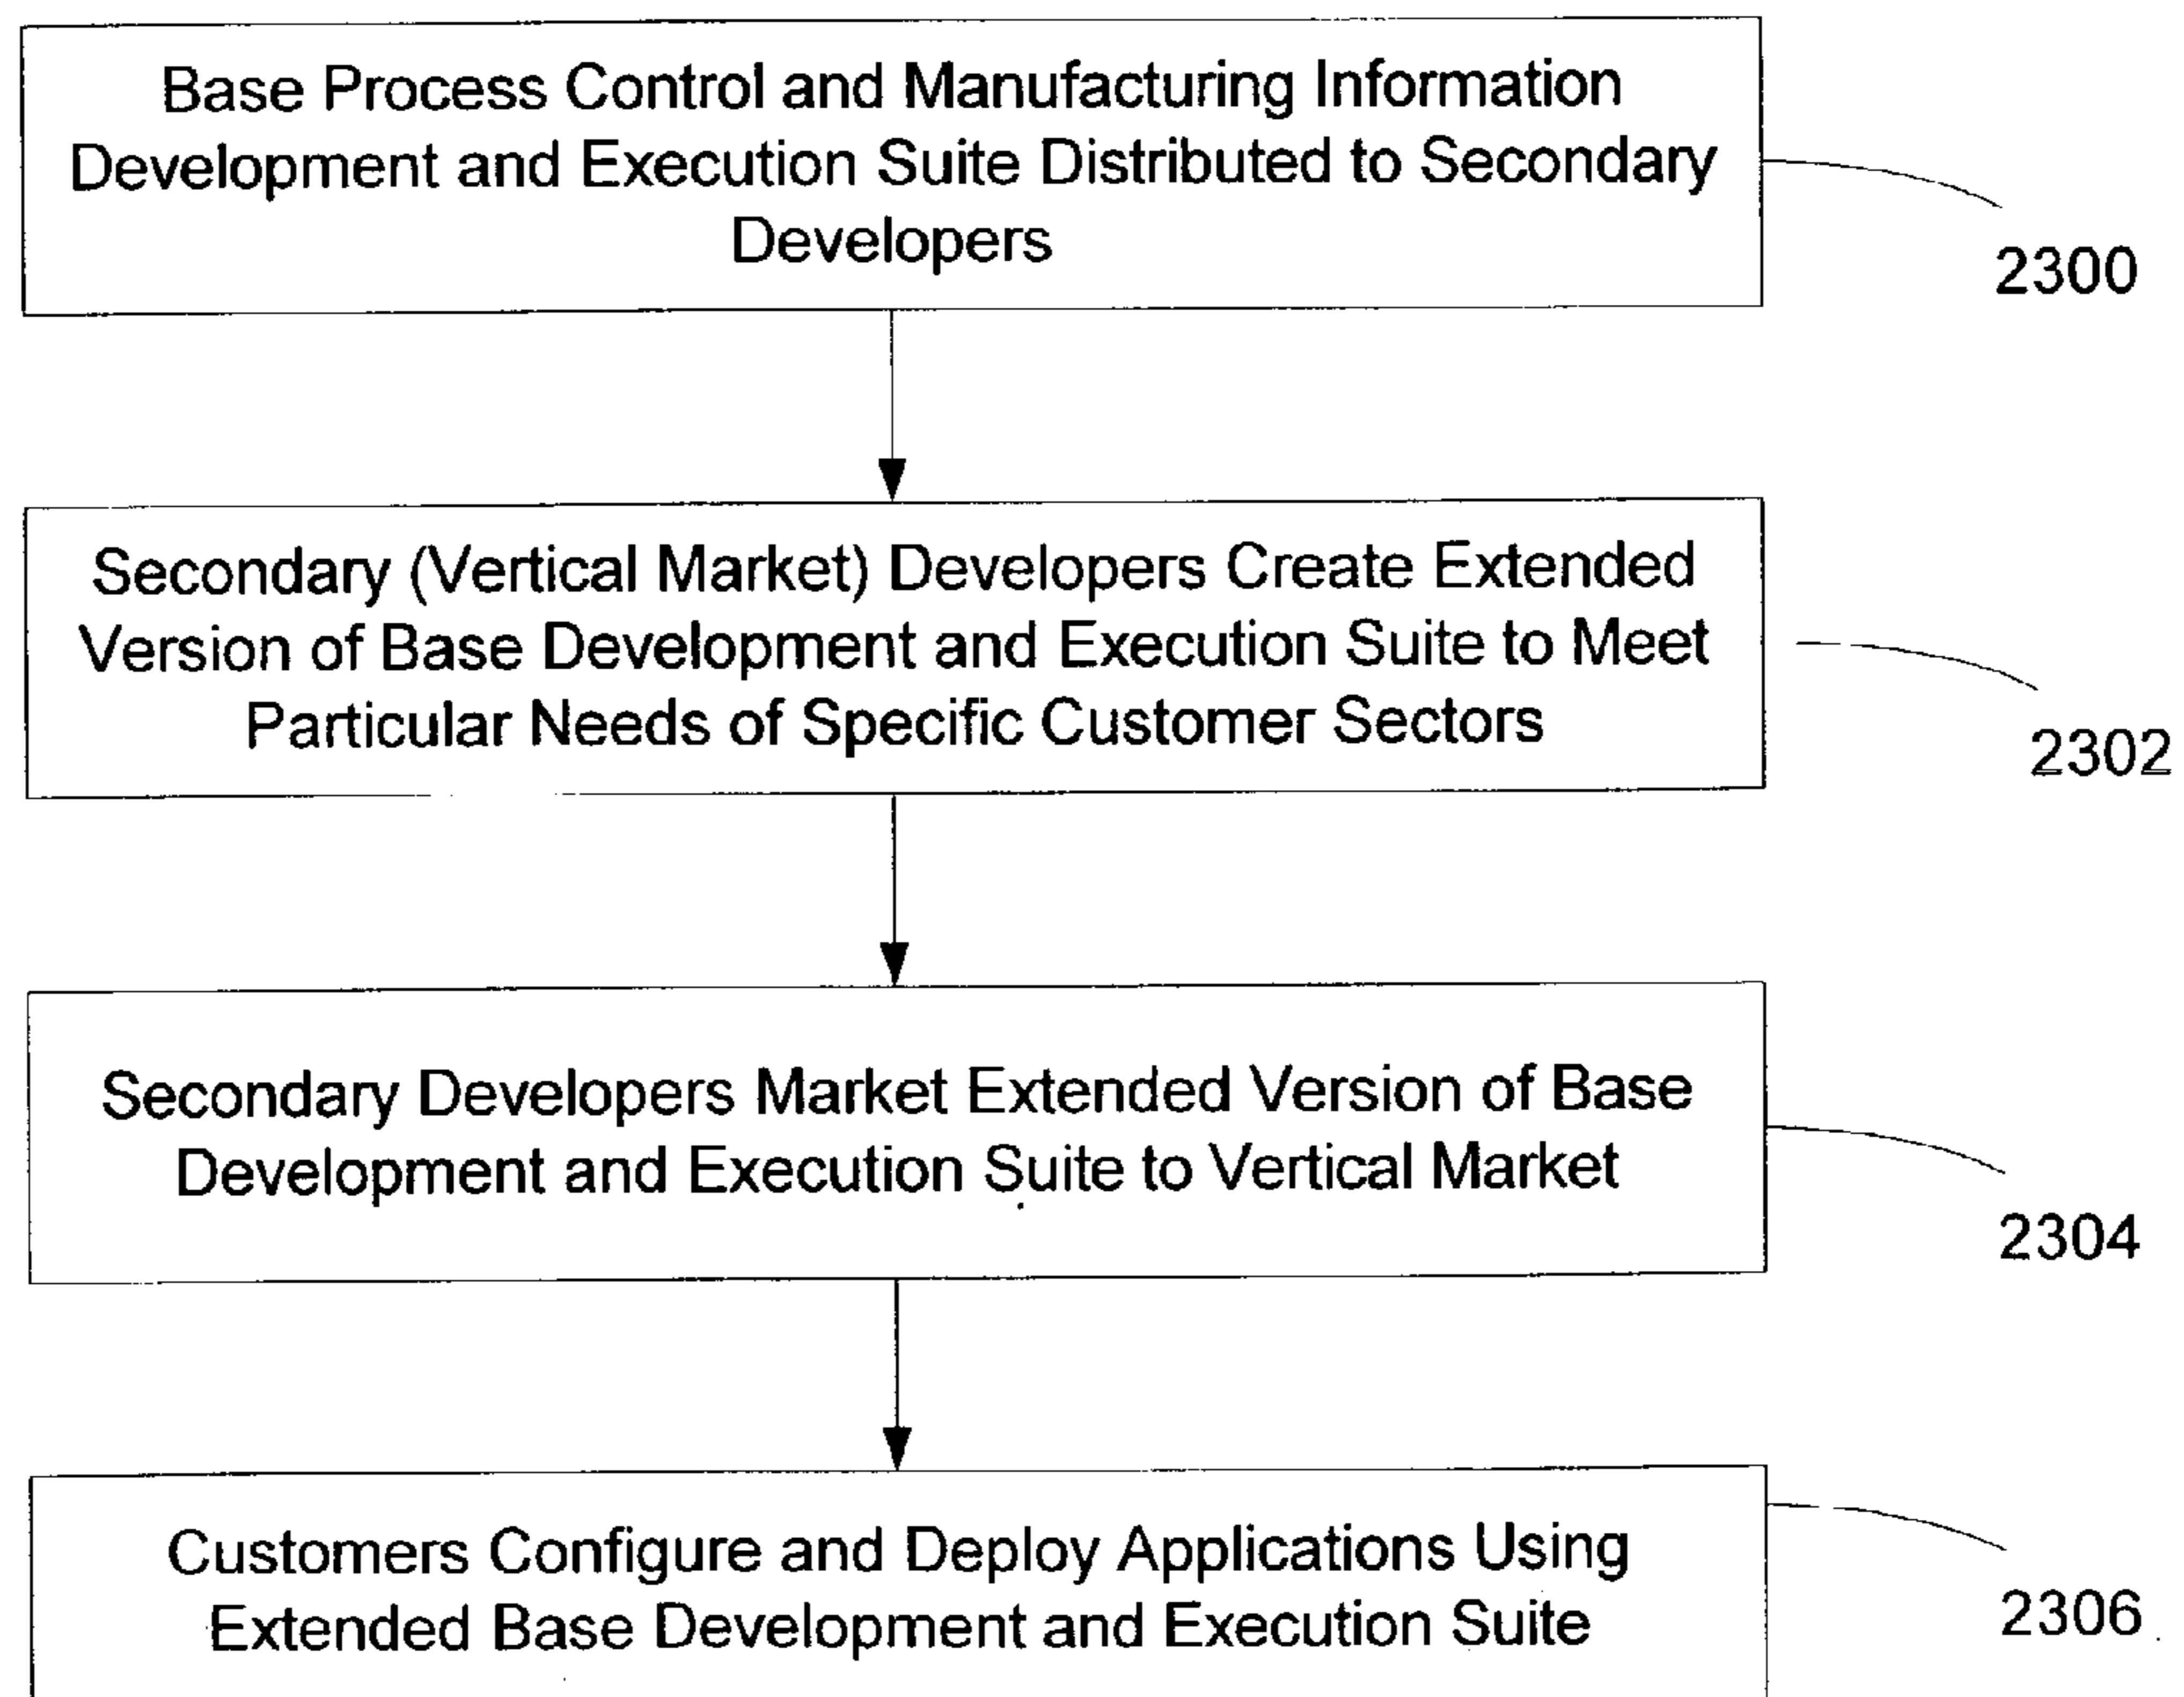 Base Process Control and Manufacturing Information
Development and Execution Suite Distributed to Secondary
Developers
2300
Secondary (Vertical Market) Developers Create Extended
Version of Base Development and Execution Suite to Meet
Particular Needs of Specific Customer Sectors
2302
Secondary Developers Market Extended Version of Base
Development and Execution Suite to Vertical Market
2304
Customers Configure and Deploy Applications Using
Extended Base Development and Execution Suite
2306